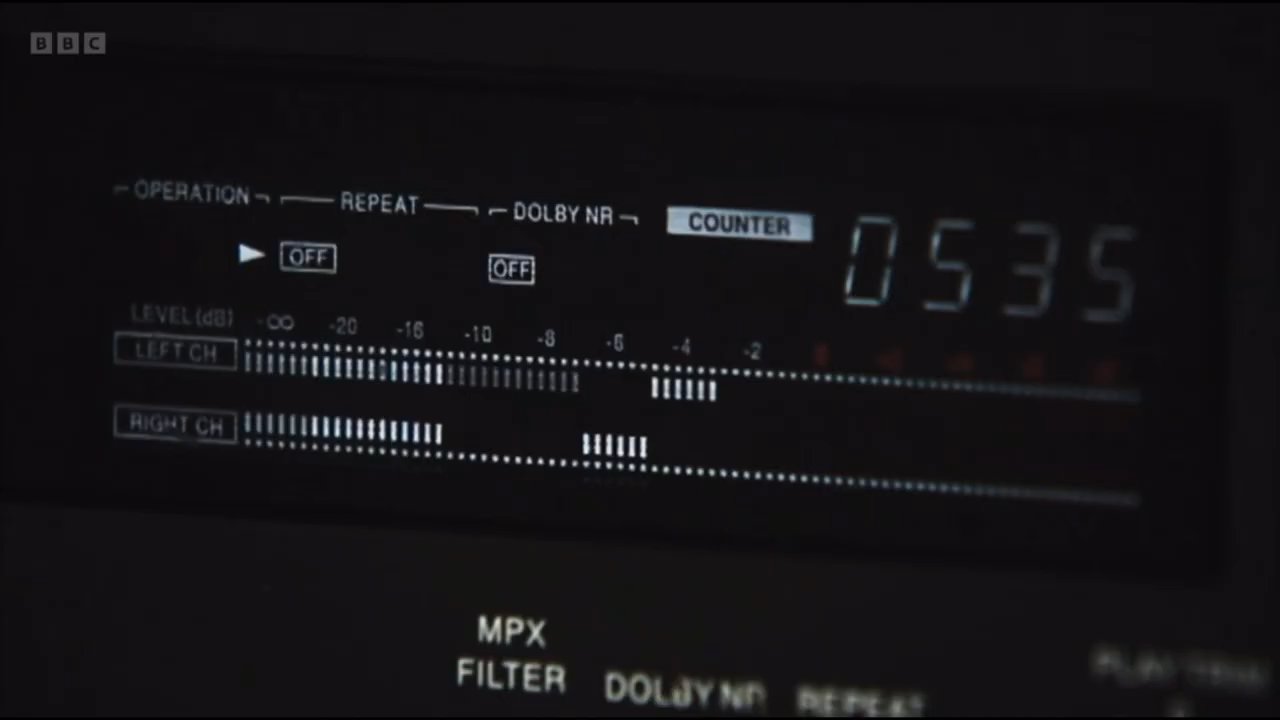 BBC
OPERATION REPEAT DOLBY NR COUNTER 0535
OFF OFF
LEVEL (dB) -∞ -20 -16 -10 -8 -6 -4 -2
LEFT CH
RIGHT CH
MPX
FILTER DOLBY NR REPEAT